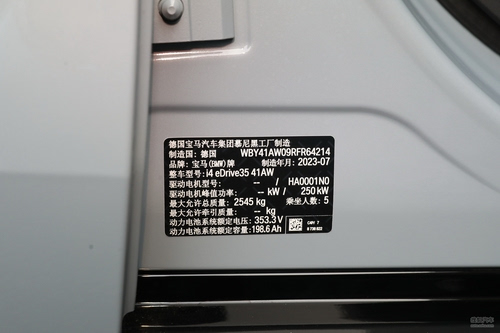 德国宝马汽车集团慕尼黑工厂制造
制造国: 德国 WBY41AW09RFR64214
品牌: 宝马(BMW)牌 制造年月: 2023-07
整车型号: i4 eDrive35 41AW
驱动电机型号: -- / HA0001N0
驱动电机峰值功率: -- kW / 250 kW
最大允许总质量: 2545 kg 乘坐人数: 5
最大允许牵引质量: -- kg
动力电池系统额定电压: 353.3 V
动力电池系统额定容量: 198.6 Ah